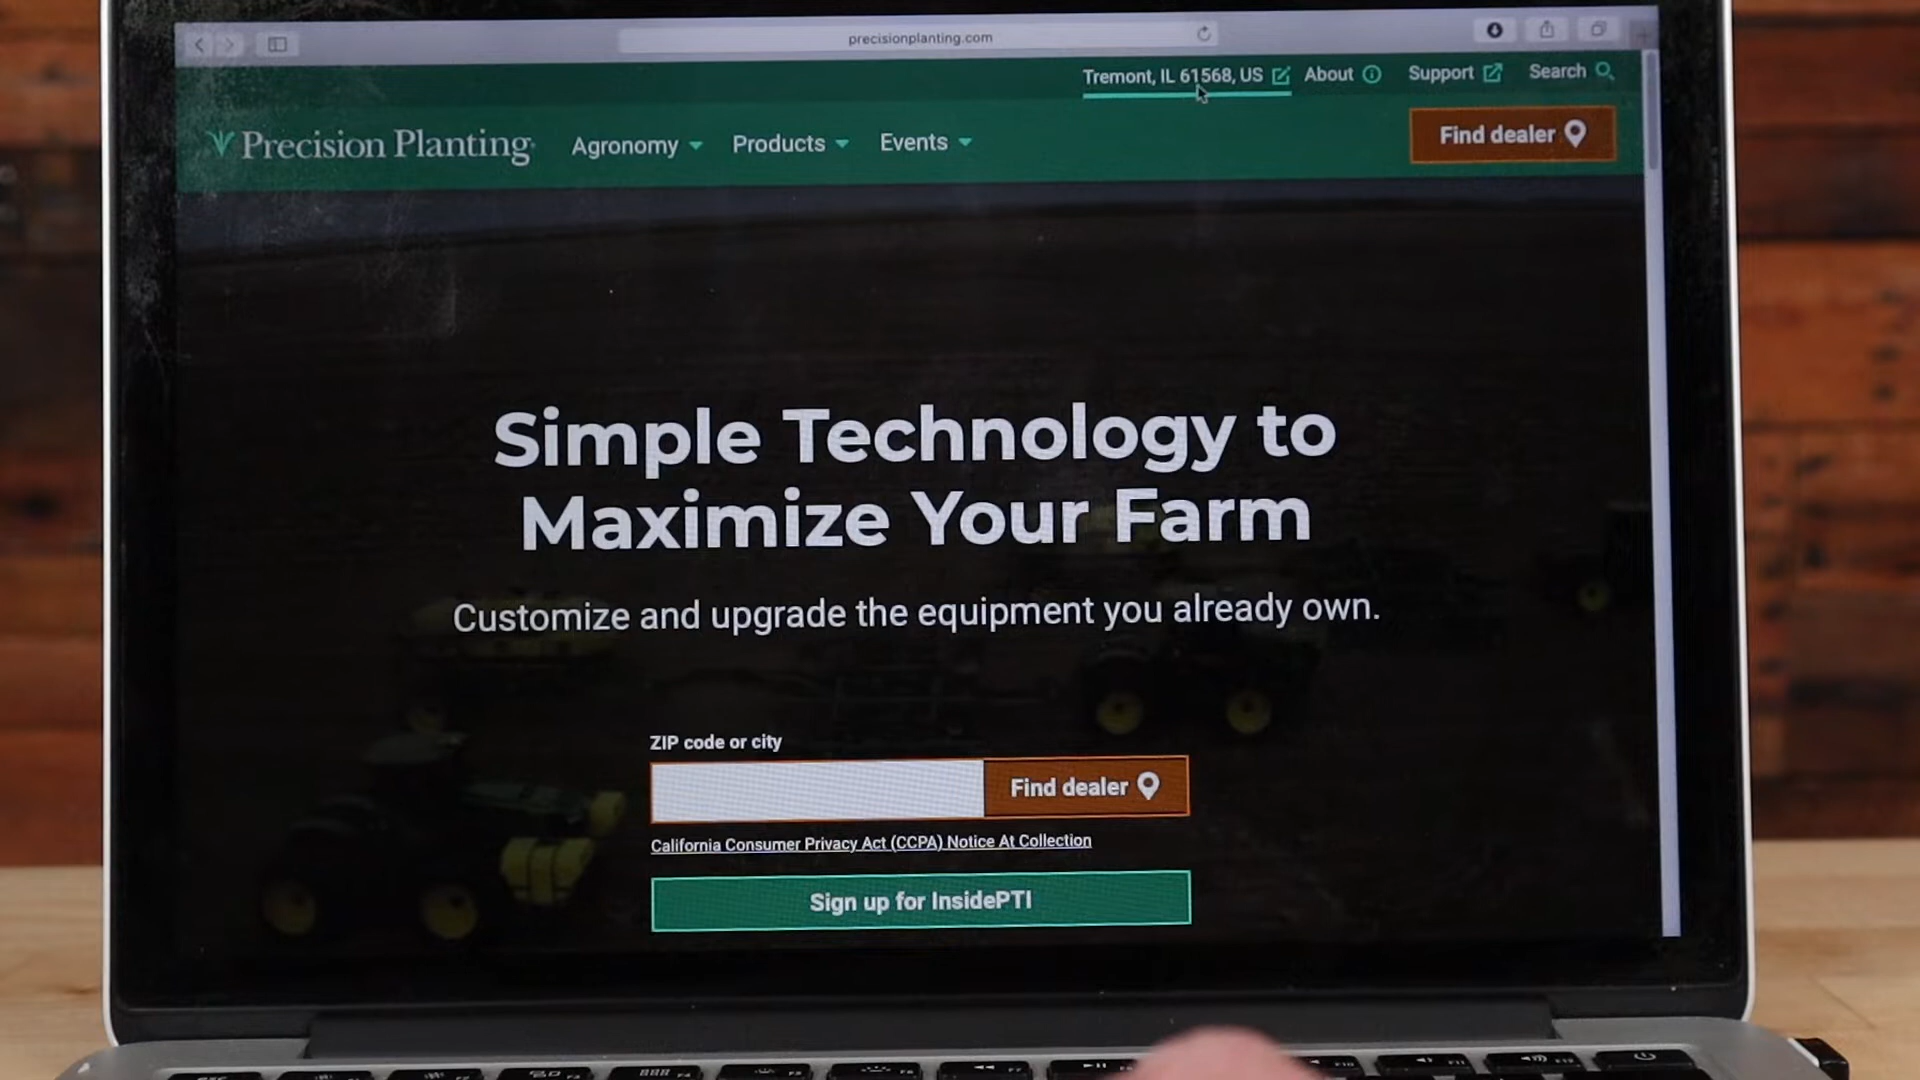 precisionplanting.com
Tremont, IL 61568, US About Support Search
Precision Planting Agronomy Products Events Find dealer
Simple Technology to
Maximize Your Farm
Customize and upgrade the equipment you already own.
ZIP code or city
Find dealer
California Consumer Privacy Act (CCPA) Notice At Collection
Sign up for InsidePTI